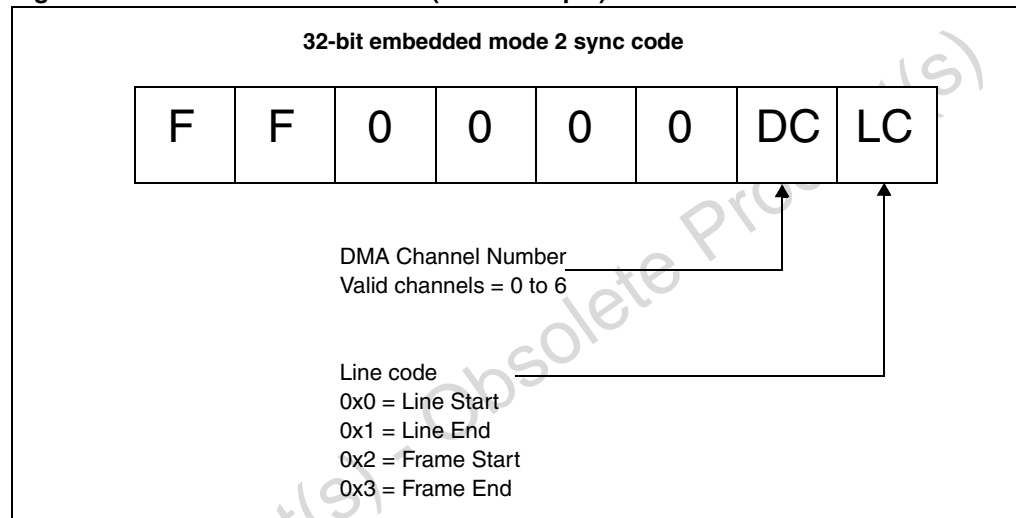 32-bit embedded mode 2 sync code
F F 0 0 0 0 DC LC
DMA Channel Number
Valid channels = 0 to 6
Line code
0x0 = Line Start
0x1 = Line End
0x2 = Frame Start
0x3 = Frame End
Obsolete